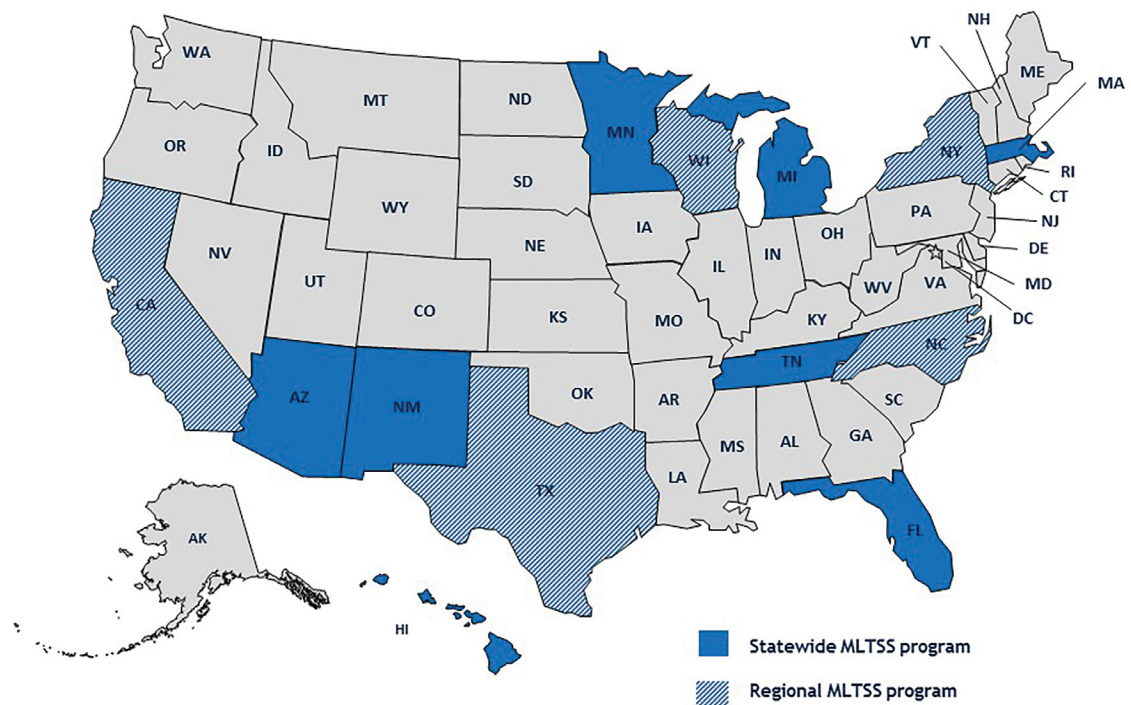 NH
VT
WA
ME
MA
MT
ND
MN
OR
ID
WI
NY
MI
SD
RI
CT
WY
PA
NJ
IA
OH
NE
DE
NV
IL
IN
UT
WV
VA
MD
CA
CO
KS
MO
KY
DC
NC
TN
AZ
NM
OK
AR
SC
MS
AL
GA
LA
TX
FL
AK
HI
Statewide MLTSS program
Regional MLTSS program